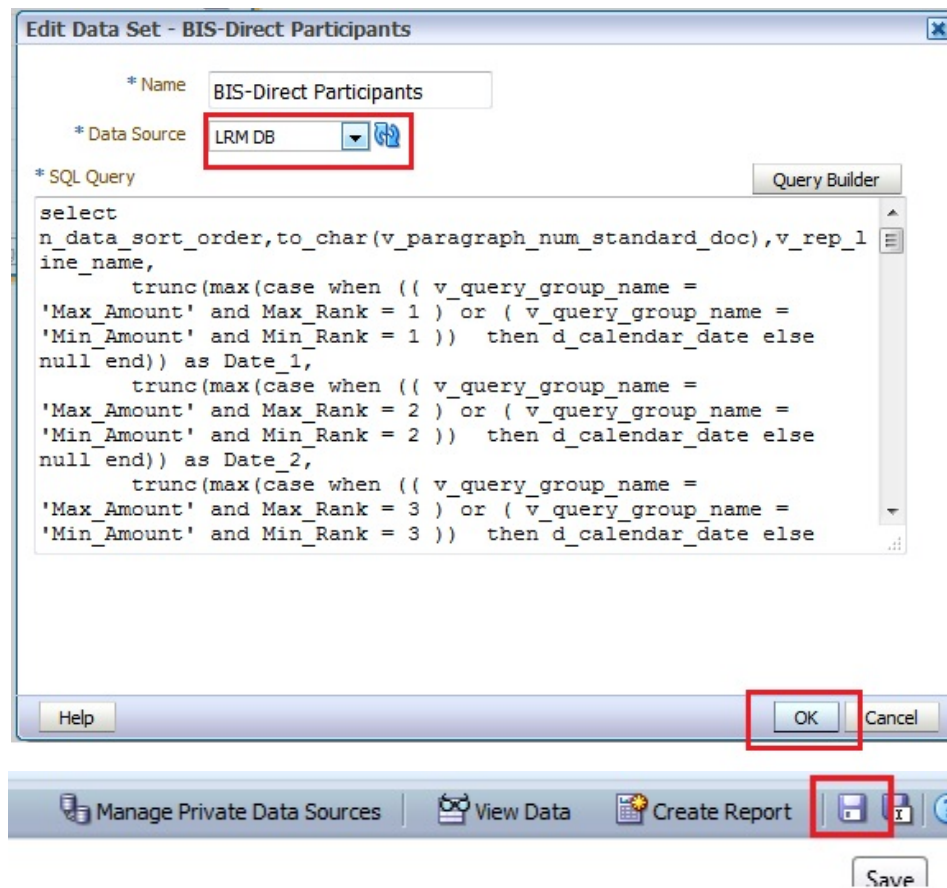 Edit Data Set - BIS-Direct Participants
* Name BIS-Direct Participants
* Data Source LRM DB
* SQL Query Query Builder
select
n_data_sort_order,to_char(v_paragraph_num_standard_doc),v_rep_l
ine_name,
trunc(max(case when (( v_query_group_name =
'Max_Amount' and Max_Rank = 1 ) or ( v_query_group_name =
'Min_Amount' and Min_Rank = 1 )) then d_calendar_date else
null end)) as Date_1,
trunc(max(case when (( v_query_group_name =
'Max_Amount' and Max_Rank = 2 ) or ( v_query_group_name =
'Min_Amount' and Min_Rank = 2 )) then d_calendar_date else
null end)) as Date_2,
trunc(max(case when (( v_query_group_name =
'Max_Amount' and Max_Rank = 3 ) or ( v_query_group_name =
'Min_Amount' and Min_Rank = 3 )) then d_calendar_date else
Help OK Cancel
Manage Private Data Sources View Data Create Report
Save